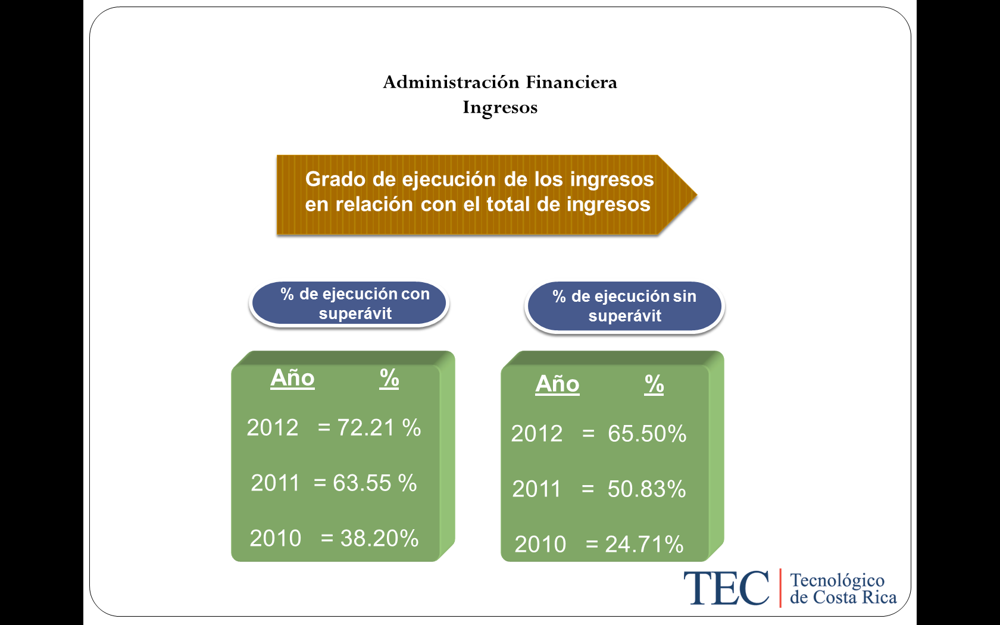 Administración Financiera
Ingresos
Grado de ejecución de los ingresos
en relación con el total de ingresos
% de ejecución con
superávit
Año %
2012 = 72.21 %
2011 = 63.55 %
2010 = 38.20%
% de ejecución sin
superávit
Año %
2012 = 65.50%
2011 = 50.83%
2010 = 24.71%
TEC
Tecnológico
de Costa Rica